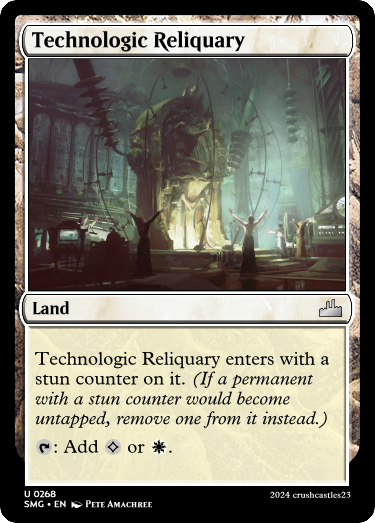 Technologic Reliquary
Land
Technologic Reliquary enters with a
stun counter on it. (If a permanent
with a stun counter would become
untapped, remove one from it instead.)
: Add or .
U 0268
SMG • EN Pete Amachree
2024 crushcastles23